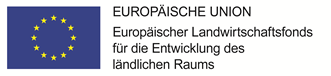 EUROPÄISCHE UNION
Europäischer Landwirtschaftsfonds
für die Entwicklung des
ländlichen Raums